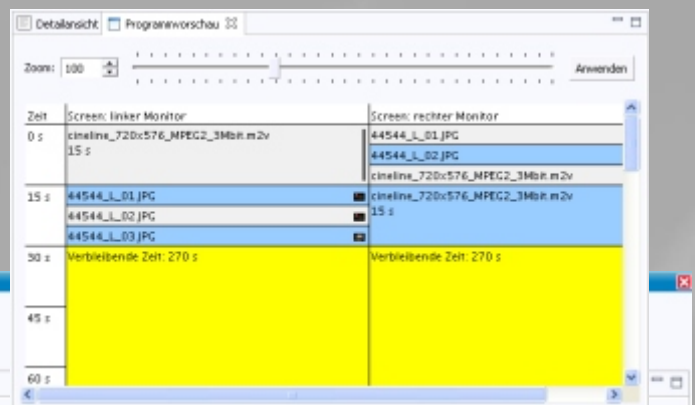 Detailansicht Programmvorschau
Zoom: 100 Anwenden
Zeit Screen: linker Monitor Screen: rechter Monitor
0 s cineline_720x576_MPEG2_3Mbit.m2v 44544_L_01.JPG
15 s 44544_L_02.JPG
cineline_720x576_MPEG2_3Mbit.m2v
15 s 44544_L_01.JPG cineline_720x576_MPEG2_3Mbit.m2v
44544_L_02.JPG 15 s
44544_L_03.JPG
30 s Verbleibende Zeit: 270 s Verbleibende Zeit: 270 s
45 s
60 s